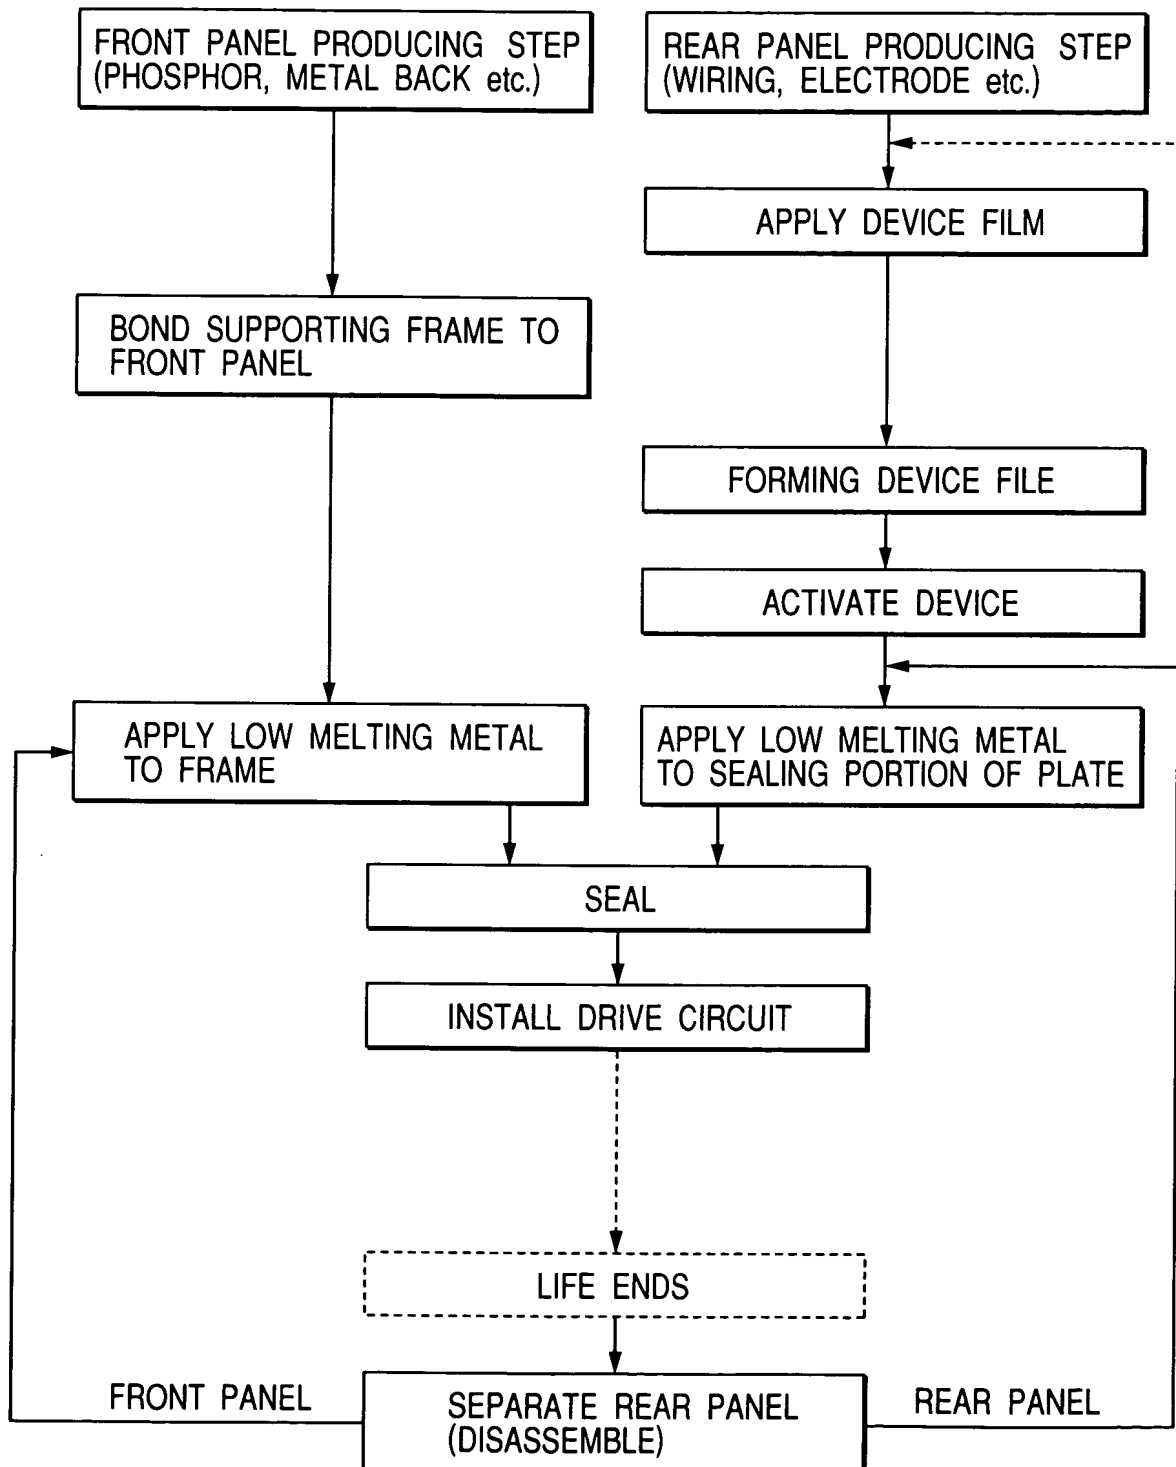 FRONT PANEL PRODUCING STEP
(PHOSPHOR, METAL BACK etc.)
REAR PANEL PRODUCING STEP
(WIRING, ELECTRODE etc.)
APPLY DEVICE FILM
BOND SUPPORTING FRAME TO
FRONT PANEL
FORMING DEVICE FILE
ACTIVATE DEVICE
APPLY LOW MELTING METAL
TO FRAME
APPLY LOW MELTING METAL
TO SEALING PORTION OF PLATE
SEAL
INSTALL DRIVE CIRCUIT
LIFE ENDS
FRONT PANEL
SEPARATE REAR PANEL
(DISASSEMBLE)
REAR PANEL